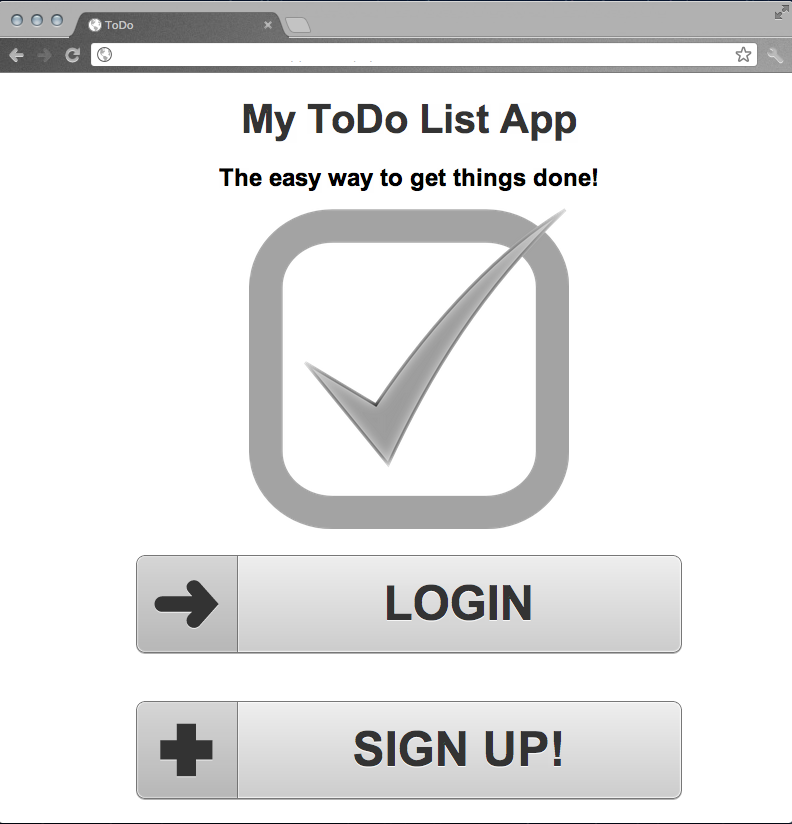 ToDo
My ToDo List App
The easy way to get things done!
LOGIN
SIGN UP!